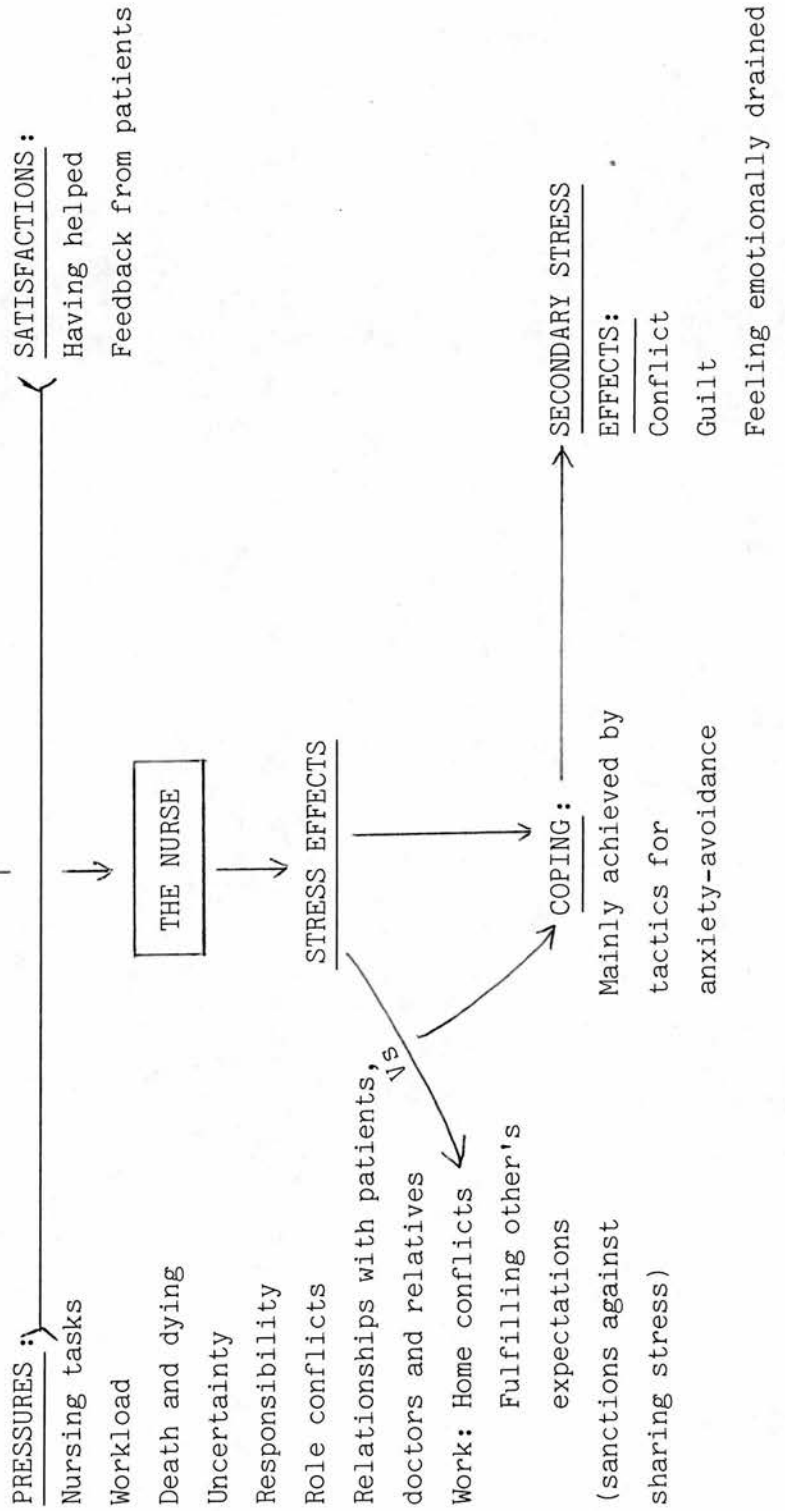 PRESSURES :
Nursing tasks
Workload
Death and dying
Uncertainty
Responsibility
Role conflicts
Relationships with patients,
doctors and relatives
Work: Home conflicts
Fulfilling other's
expectations
(sanctions against
sharing stress)
SATISFACTIONS :
Having helped
Feedback from patients
THE NURSE
STRESS EFFECTS
Vs
COPING :
Mainly achieved by
tactics for
anxiety-avoidance
SECONDARY STRESS
EFFECTS:
Conflict
Guilt
Feeling emotionally drained